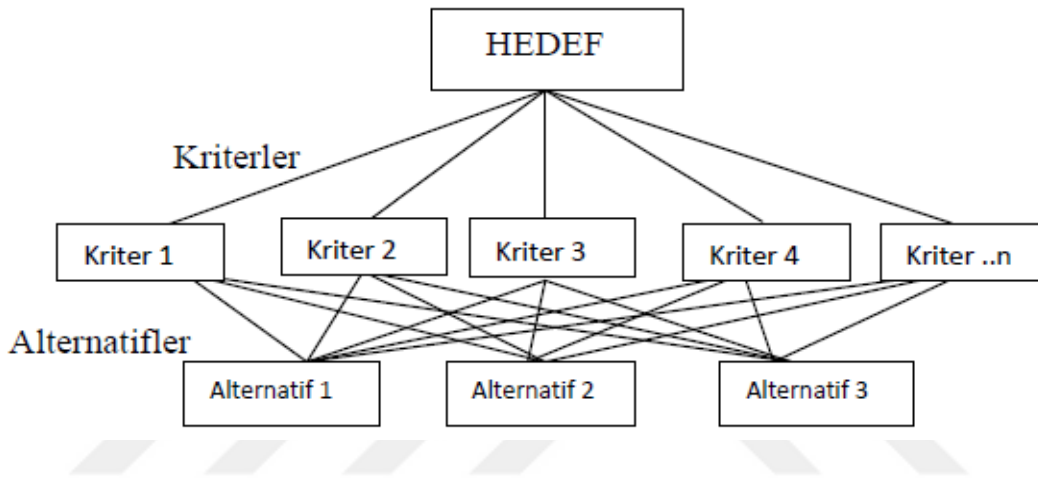 HEDEF
Kriterler
Kriter 1
Kriter 2
Kriter 3
Kriter 4
Kriter ..n
Alternatifler
Alternatif 1
Alternatif 2
Alternatif 3